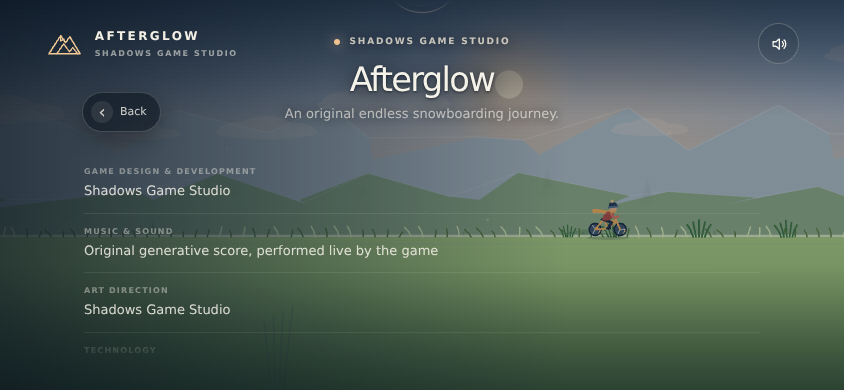 AFTERGLOW
SHADOWS GAME STUDIO
SHADOWS GAME STUDIO
Afterglow
An original endless snowboarding journey.
Back
GAME DESIGN & DEVELOPMENT
Shadows Game Studio
MUSIC & SOUND
Original generative score, performed live by the game
ART DIRECTION
Shadows Game Studio
TECHNOLOGY